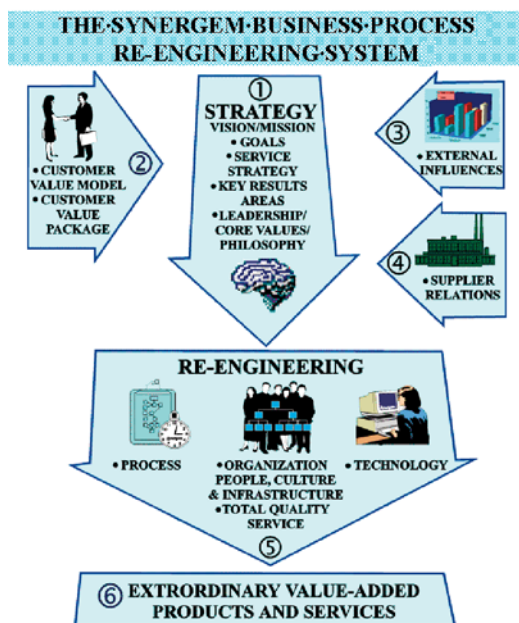 THE·SYNERGEM·BUSINESS·PROCESS
RE-ENGINEERING·SYSTEM
①
STRATEGY
VISION/MISSION
• GOALS
• SERVICE
STRATEGY
• KEY RESULTS
AREAS
• LEADERSHIP/
CORE VALUES/
PHILOSOPHY
②
• CUSTOMER
VALUE MODEL
• CUSTOMER
VALUE
PACKAGE
③
• EXTERNAL
INFLUENCES
④
• SUPPLIER
RELATIONS
RE-ENGINEERING
• PROCESS
• ORGANIZATION
PEOPLE, CULTURE
& INFRASTRUCTURE
• TOTAL QUALITY
SERVICE
• TECHNOLOGY
⑤
⑥ EXTRORDINARY VALUE-ADDED
PRODUCTS AND SERVICES